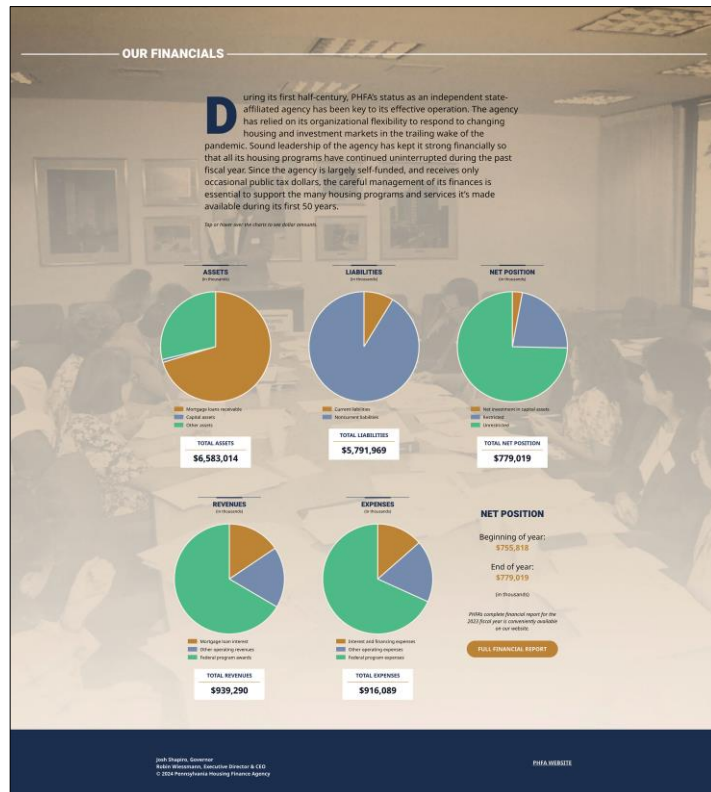 OUR FINANCIALS
During its first half-century, PHFA's status as an independent state-
affiliated agency has been key to its effective operation. The agency
has relied on its organizational flexibility to respond to changing
housing and investment markets in the trailing wake of the
pandemic. Sound leadership of the agency has kept it strong financially so
that all its housing programs have continued uninterrupted during the past
fiscal year. Since the agency is largely self-funded, and receives only
occasional public tax dollars, the careful management of its finances is
essential to support the many housing programs and services it's made
available during its first 50 years.
Tap or hover over the charts to see dollar amounts.
ASSETS
(in thousands)
Mortgage loans receivable
Capital assets
Other assets
TOTAL ASSETS
$6,583,014
LIABILITIES
(in thousands)
Current liabilities
Noncurrent liabilities
TOTAL LIABILITIES
$5,791,969
NET POSITION
(in thousands)
Net investment in capital assets
Restricted
Unrestricted
TOTAL NET POSITION
$779,019
REVENUES
(in thousands)
Mortgage loan interest
Other operating revenues
Federal program awards
TOTAL REVENUES
$939,290
EXPENSES
(in thousands)
Interest and financing expenses
Other operating expenses
Federal program expenses
TOTAL EXPENSES
$916,089
NET POSITION
Beginning of year:
$755,818
End of year:
$779,019
(in thousands)
PHFA's complete financial report for the
2023 fiscal year is conveniently available
on our website.
FULL FINANCIAL REPORT
Josh Shapiro, Governor
Robin Wiessmann, Executive Director & CEO
© 2024 Pennsylvania Housing Finance Agency
PHFA WEBSITE